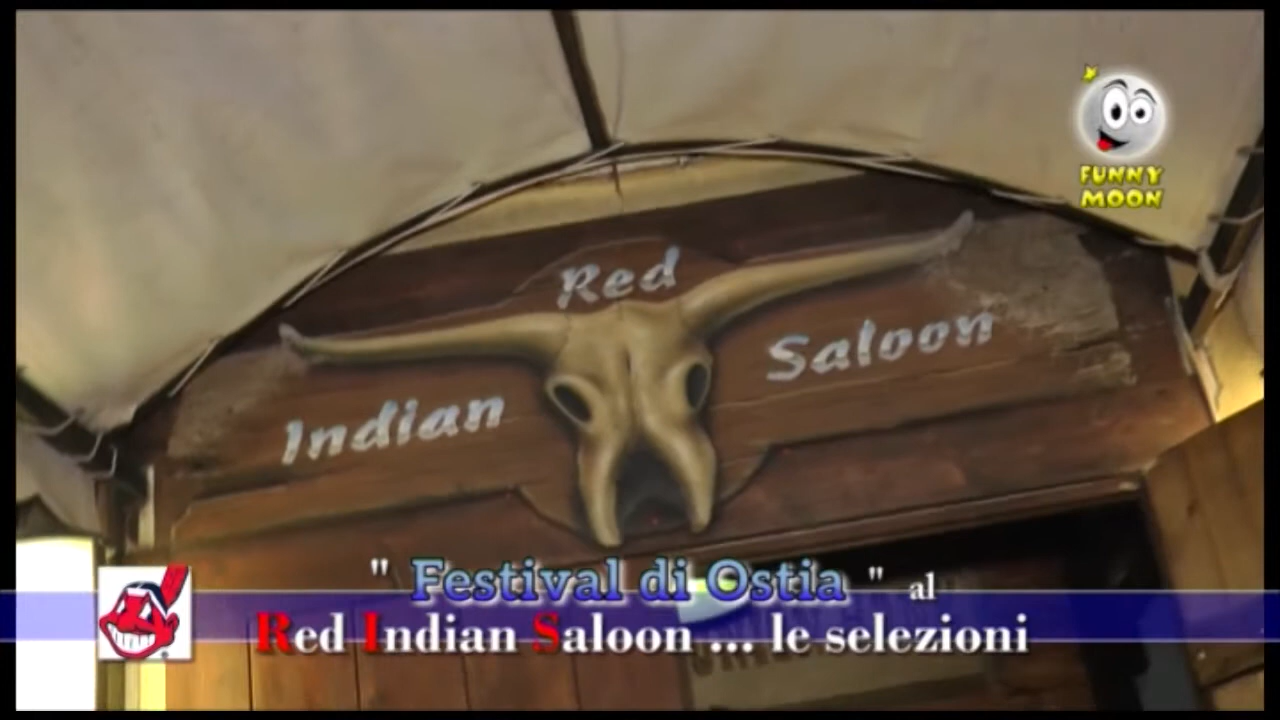 FUNNY
MOON
Red
Indian Saloon
" Festival di Ostia " al
Red Indian Saloon ... le selezioni